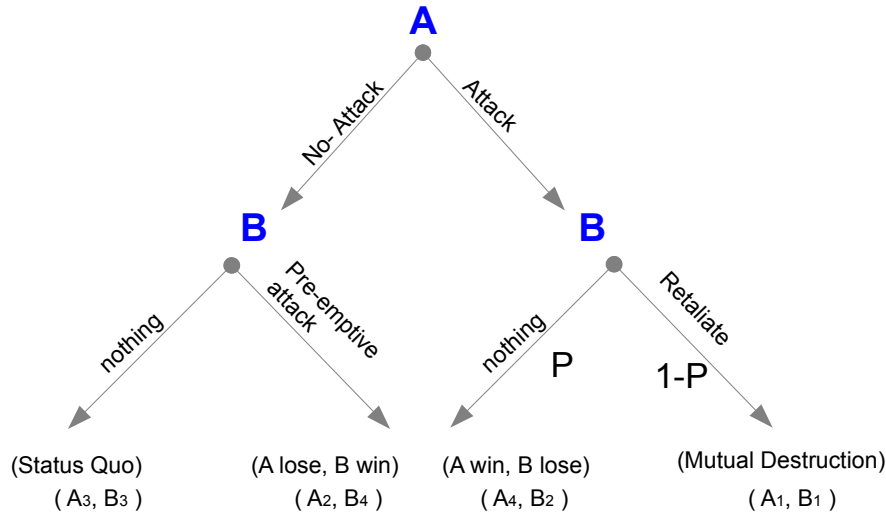 A
No- Attack
Attack
B
B
nothing
Pre-emptive
attack
nothing
P
Retaliate
1-P
(Status Quo)
(A lose, B win)
(A win, B lose)
(Mutual Destruction)
( A3, B3 )
( A2, B4 )
( A4, B2 )
( A1, B1 )